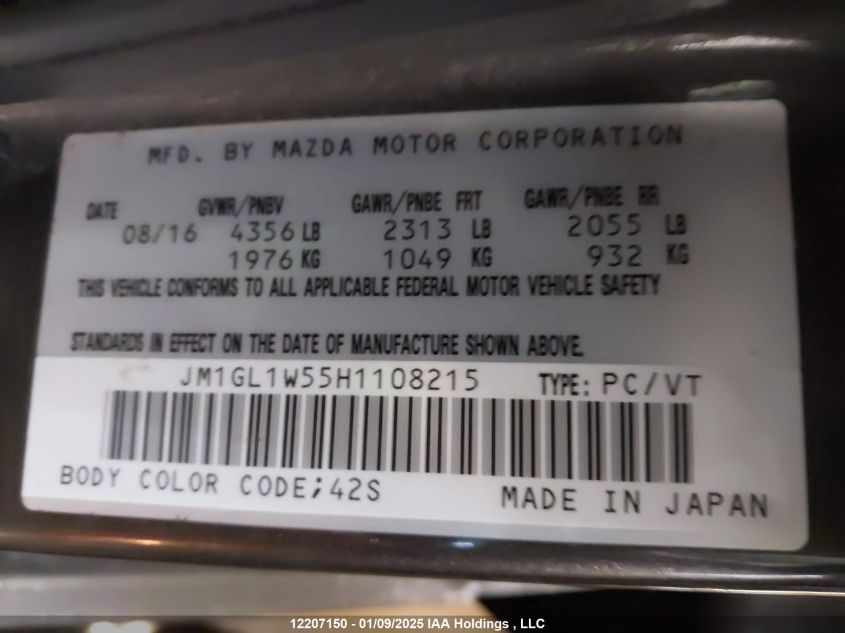 MFD. BY MAZDA MOTOR CORPORATION
DATE GVWR/PNBV GAWR/PNBE FRT GAWR/PNBE RR
08/16 4356 LB 2313 LB 2055 LB
1976 KG 1049 KG 932 KG
THIS VEHICLE CONFORMS TO ALL APPLICABLE FEDERAL MOTOR VEHICLE SAFETY
STANDARDS IN EFFECT ON THE DATE OF MANUFACTURE SHOWN ABOVE.
JM1GL1W55H1108215 TYPE: PC/VT
BODY COLOR CODE;42S MADE IN JAPAN
12207150 - 01/09/2025 IAA Holdings , LLC